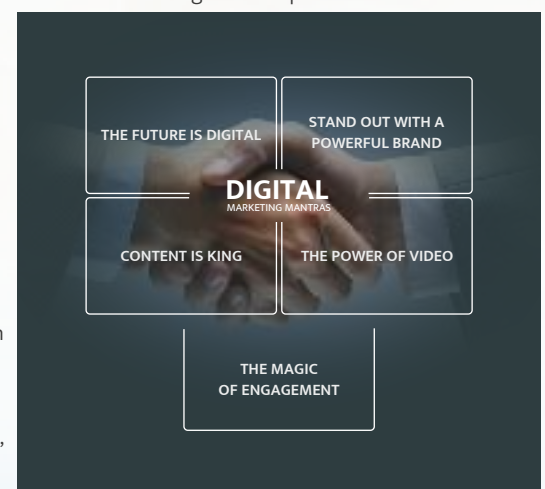 THE FUTURE IS DIGITAL
STAND OUT WITH A
POWERFUL BRAND
DIGITAL
MARKETING MANTRAS
CONTENT IS KING
THE POWER OF VIDEO
THE MAGIC
OF ENGAGEMENT